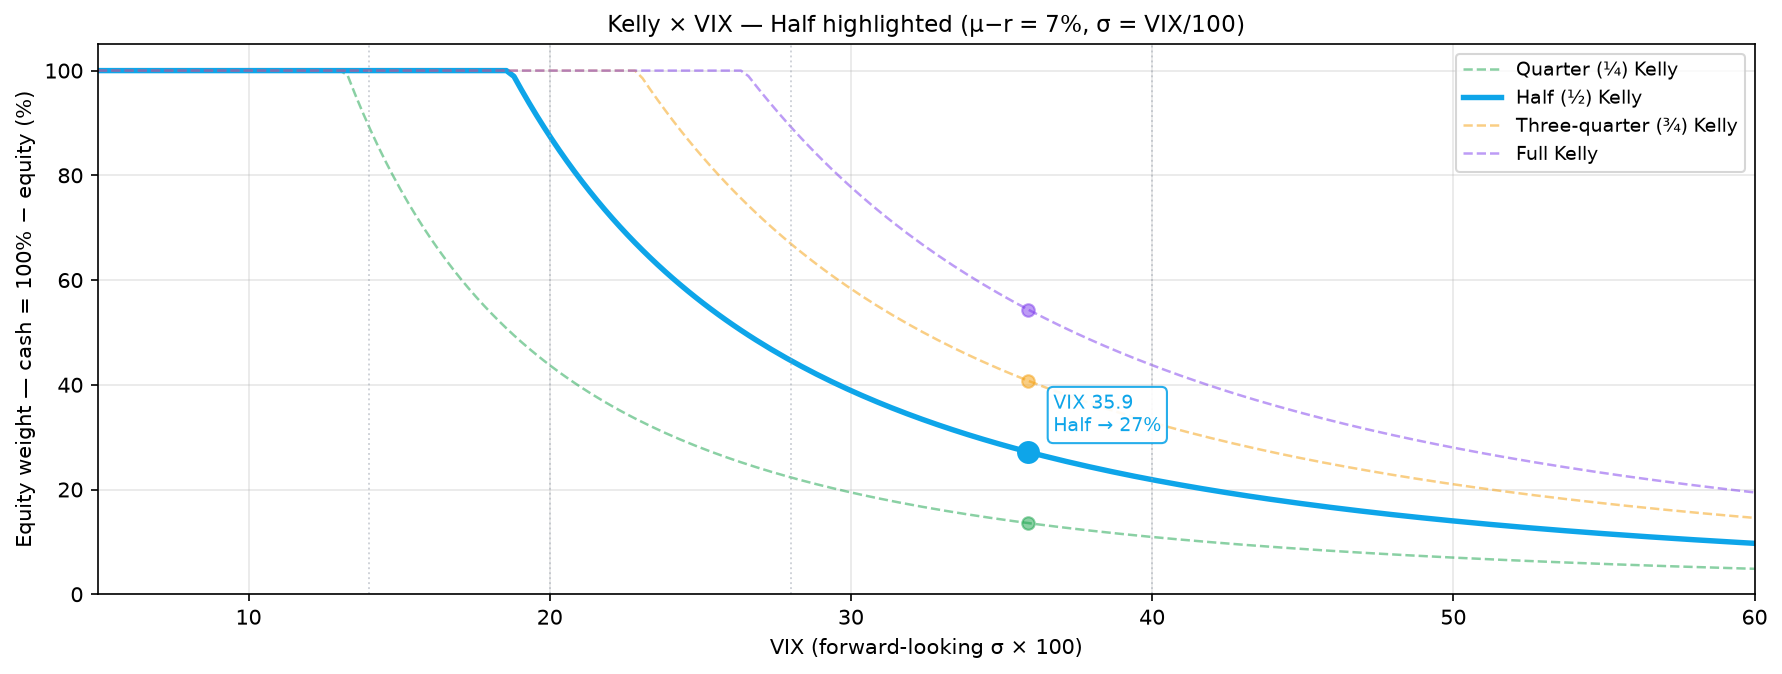 Kelly × VIX — Half highlighted (μ−r = 7%, σ = VIX/100)
Equity weight — cash = 100% − equity (%)
100
80
60
40
20
0
Quarter (¼) Kelly
Half (½) Kelly
Three-quarter (¾) Kelly
Full Kelly
VIX 35.9
Half → 27%
10 20 30 40 50 60
VIX (forward-looking σ × 100)